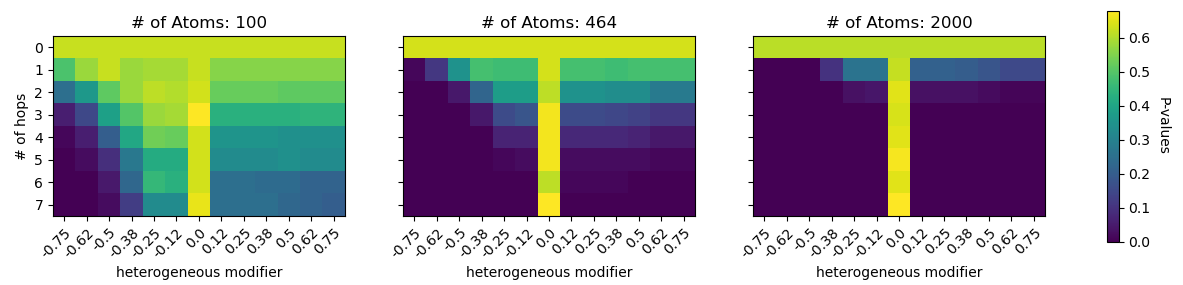 # of Atoms: 100
# of Atoms: 464
# of Atoms: 2000
# of hops
0
1
2
3
4
5
6
7
-0.75 -0.62 -0.5 -0.38 -0.25 -0.12 0.0 0.12 0.25 0.38 0.5 0.62 0.75
heterogeneous modifier
-0.75 -0.62 -0.5 -0.38 -0.25 -0.12 0.0 0.12 0.25 0.38 0.5 0.62 0.75
heterogeneous modifier
-0.75 -0.62 -0.5 -0.38 -0.25 -0.12 0.0 0.12 0.25 0.38 0.5 0.62 0.75
heterogeneous modifier
0.6
0.5
0.4
0.3
0.2
0.1
0.0
P-values